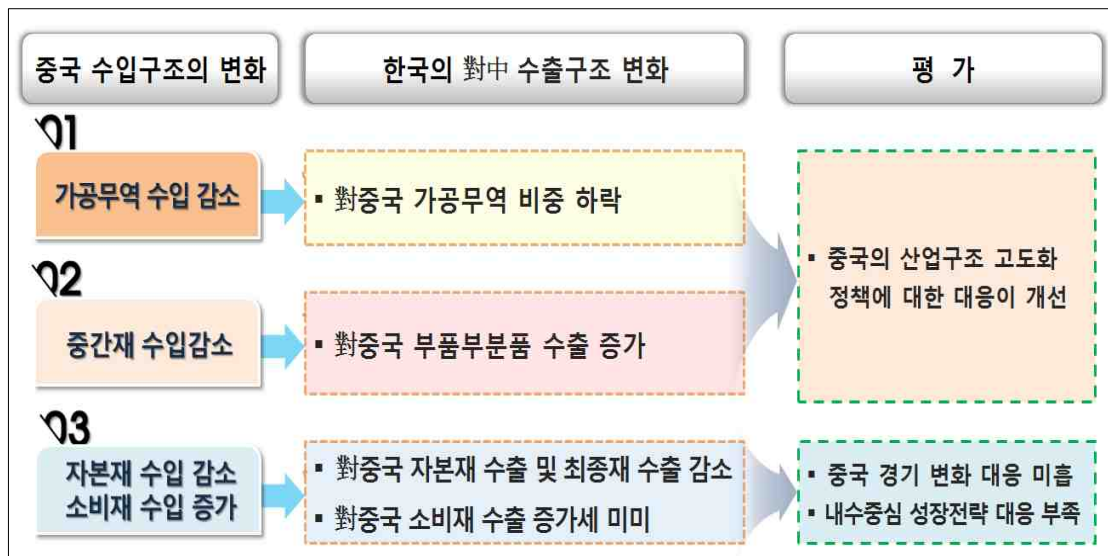 중국 수입구조의 변화
한국의 對中 수출구조 변화
평 가
01
가공무역 수입 감소
▪ 對중국 가공무역 비중 하락
02
중간재 수입감소
▪ 對중국 부품부분품 수출 증가
▪ 중국의 산업구조 고도화
정책에 대한 대응이 개선
03
자본재 수입 감소
소비재 수입 증가
▪ 對중국 자본재 수출 및 최종재 수출 감소
▪ 對중국 소비재 수출 증가세 미미
▪ 중국 경기 변화 대응 미흡
▪ 내수중심 성장전략 대응 부족